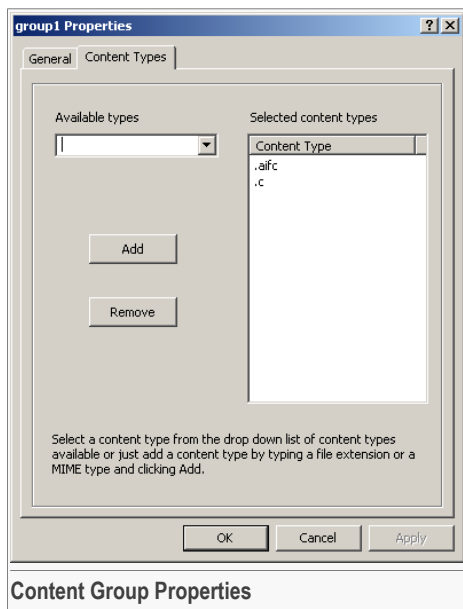 group1 Properties
General Content Types
Available types
Selected content types
Content Type
.aifc
.c
Add
Remove
Select a content type from the drop down list of content types
available or just add a content type by typing a file extension or a
MIME type and clicking Add.
OK Cancel Apply
Content Group Properties